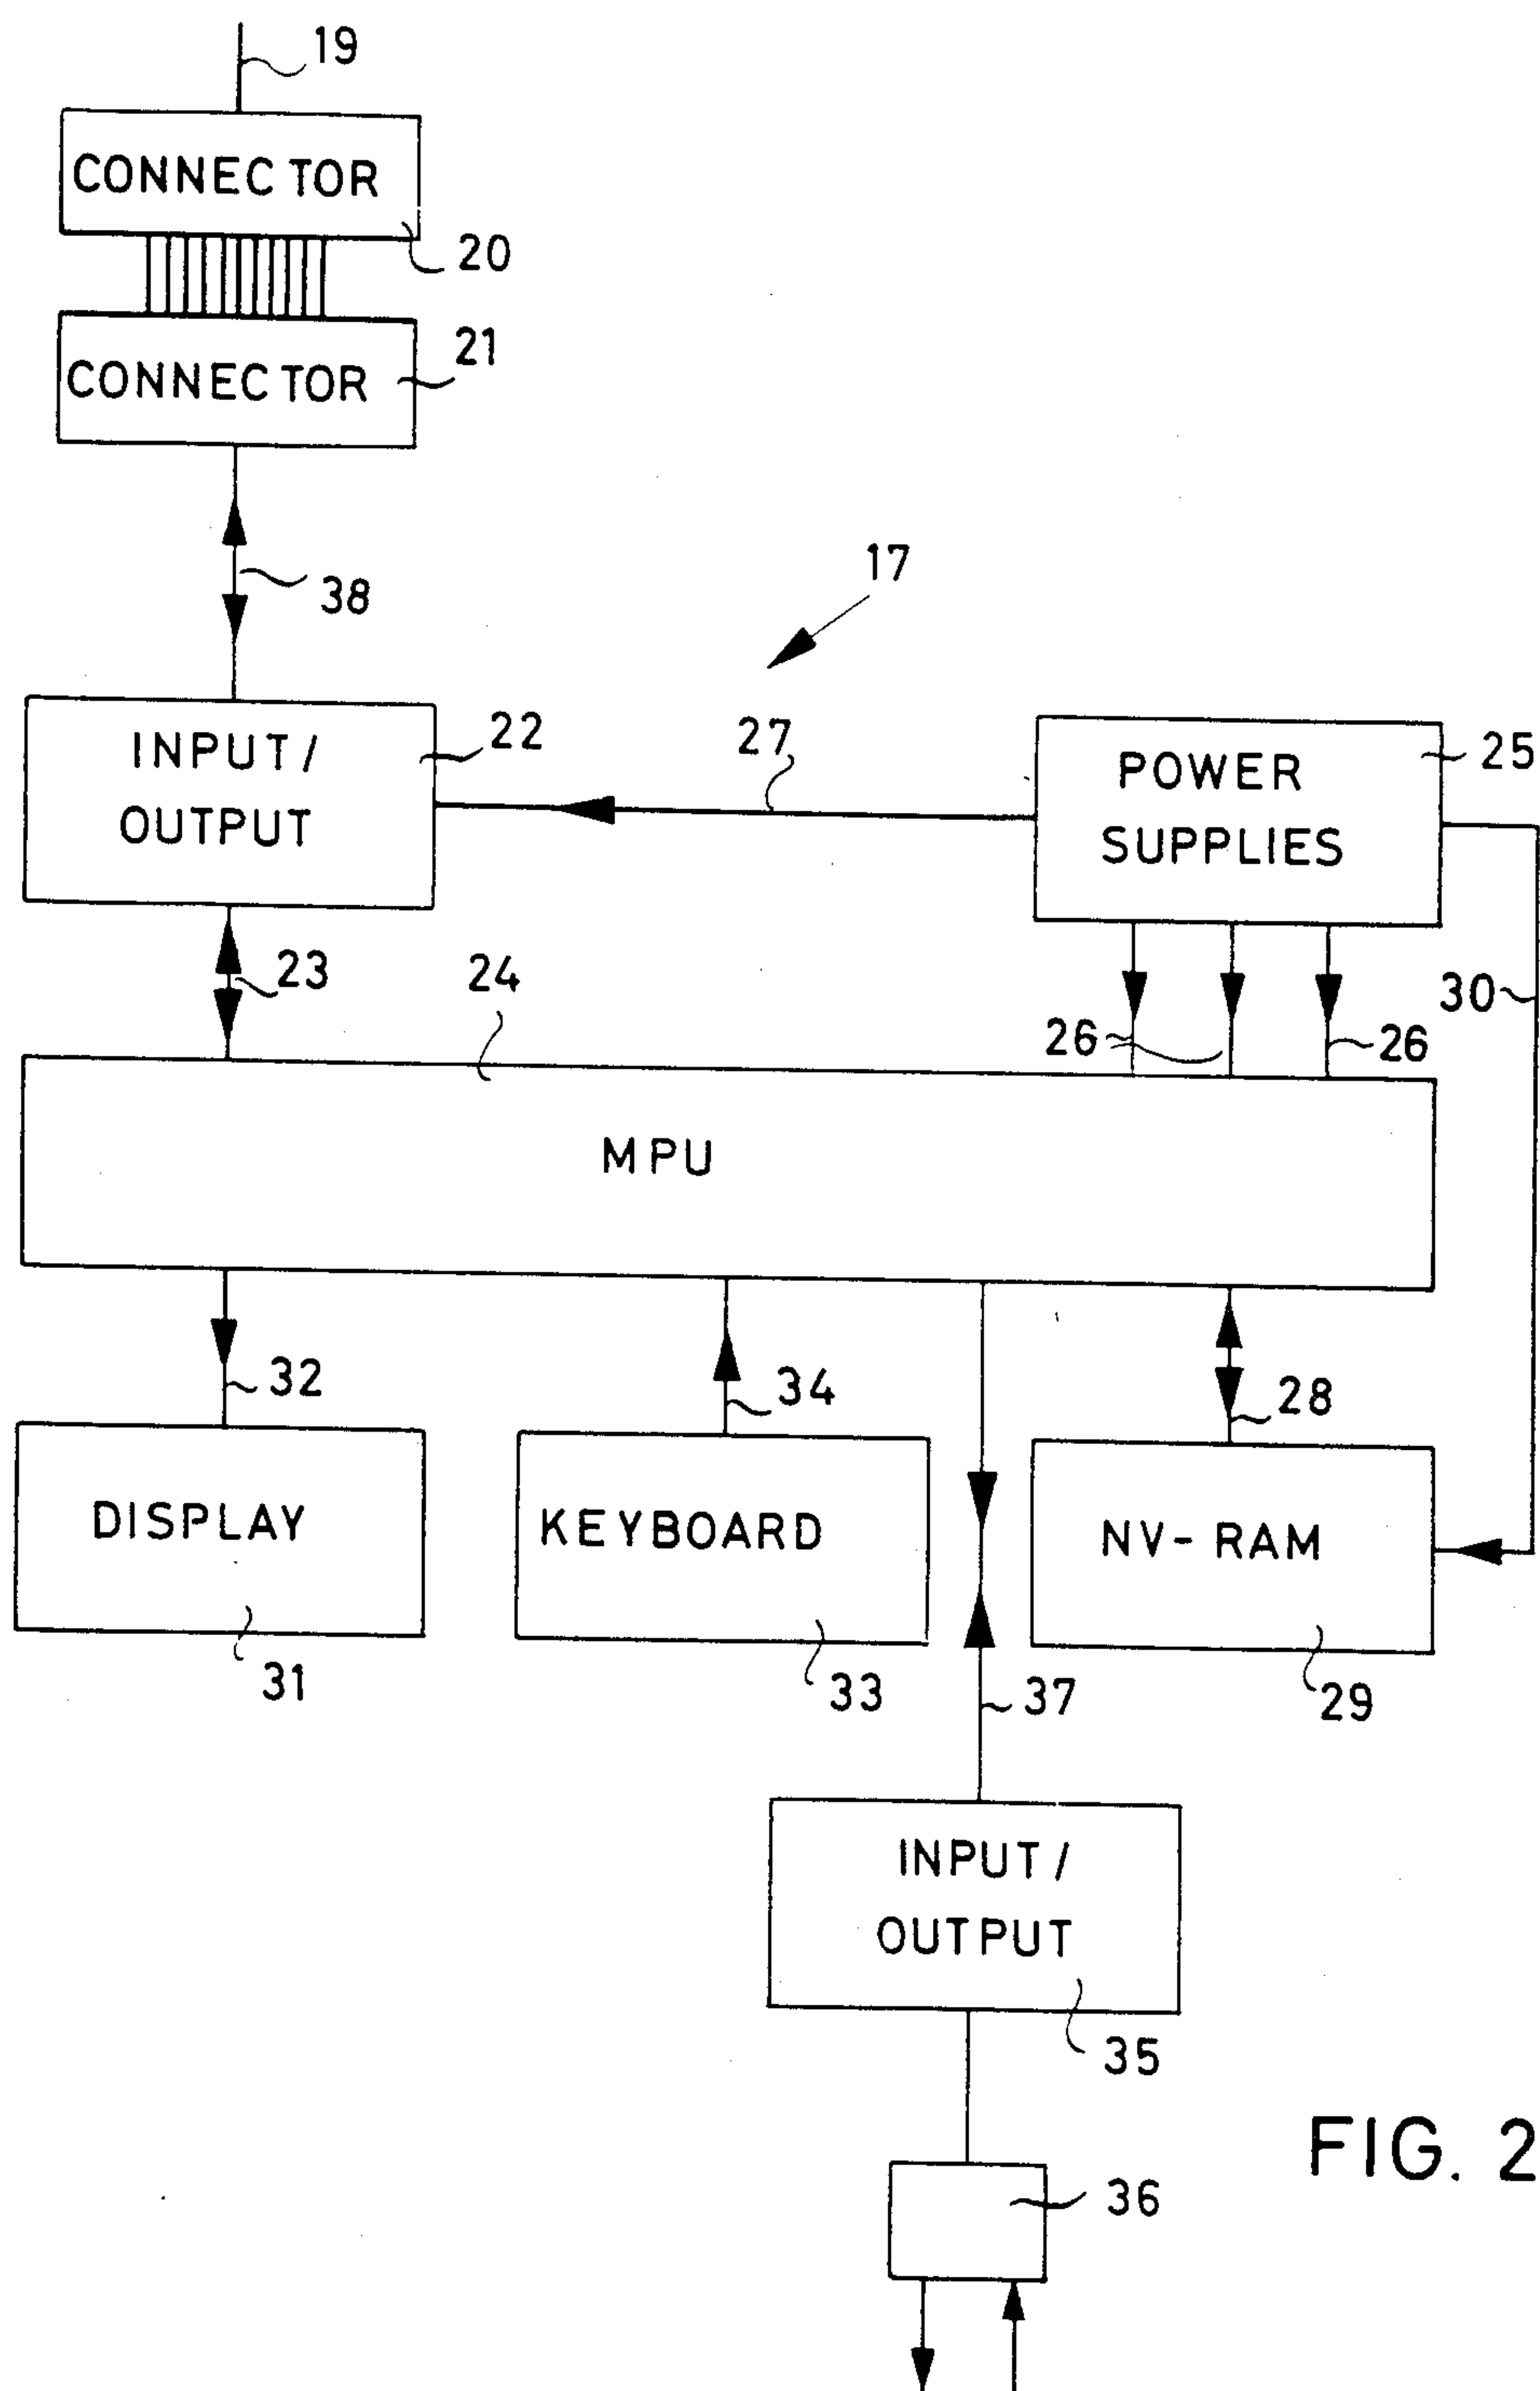 19
CONNECTOR
20
CONNECTOR
21
38
17
INPUT/
OUTPUT
22
27
POWER
SUPPLIES
25
23
24
26
26
30
MPU
32
34
28
DISPLAY
KEYBOARD
NV-RAM
31
33
37
29
INPUT/
OUTPUT
35
FIG. 2
36